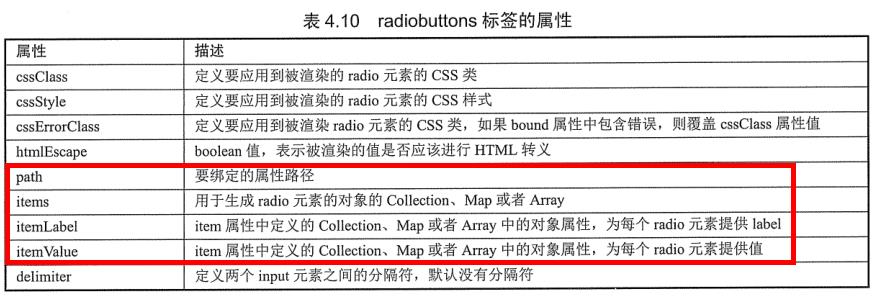 表 4.10 radiobuttons 标签的属性
属性 描述
cssClass 定义要应用到被渲染的 radio 元素的 CSS 类
cssStyle 定义要应用到被渲染的 radio 元素的 CSS 样式
cssErrorClass 定义要应用到被渲染 radio 元素的 CSS 类，如果 bound 属性中包含错误，则覆盖 cssClass 属性值
htmlEscape boolean 值，表示被渲染的值是否应该进行 HTML 转义
path 要绑定的属性路径
items 用于生成 radio 元素的对象的 Collection、Map 或者 Array
itemLabel item 属性中定义的 Collection、Map 或者 Array 中的对象属性，为每个 radio 元素提供 label
itemValue item 属性中定义的 Collection、Map 或者 Array 中的对象属性，为每个 radio 元素提供值
delimiter 定义两个 input 元素之间的分隔符，默认没有分隔符